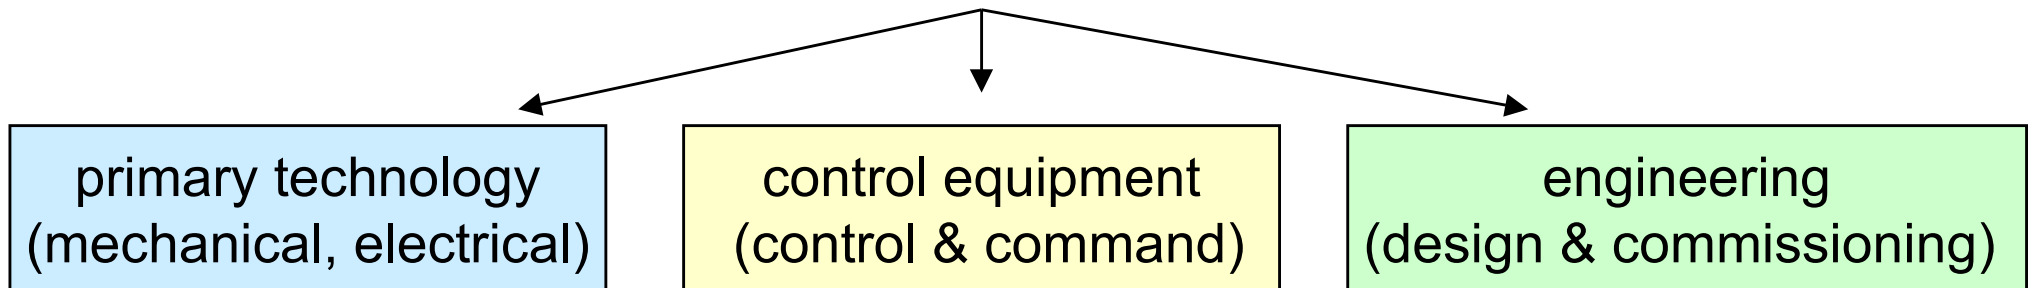 primary technology
(mechanical, electrical)
control equipment
(control & command)
engineering
(design & commissioning)